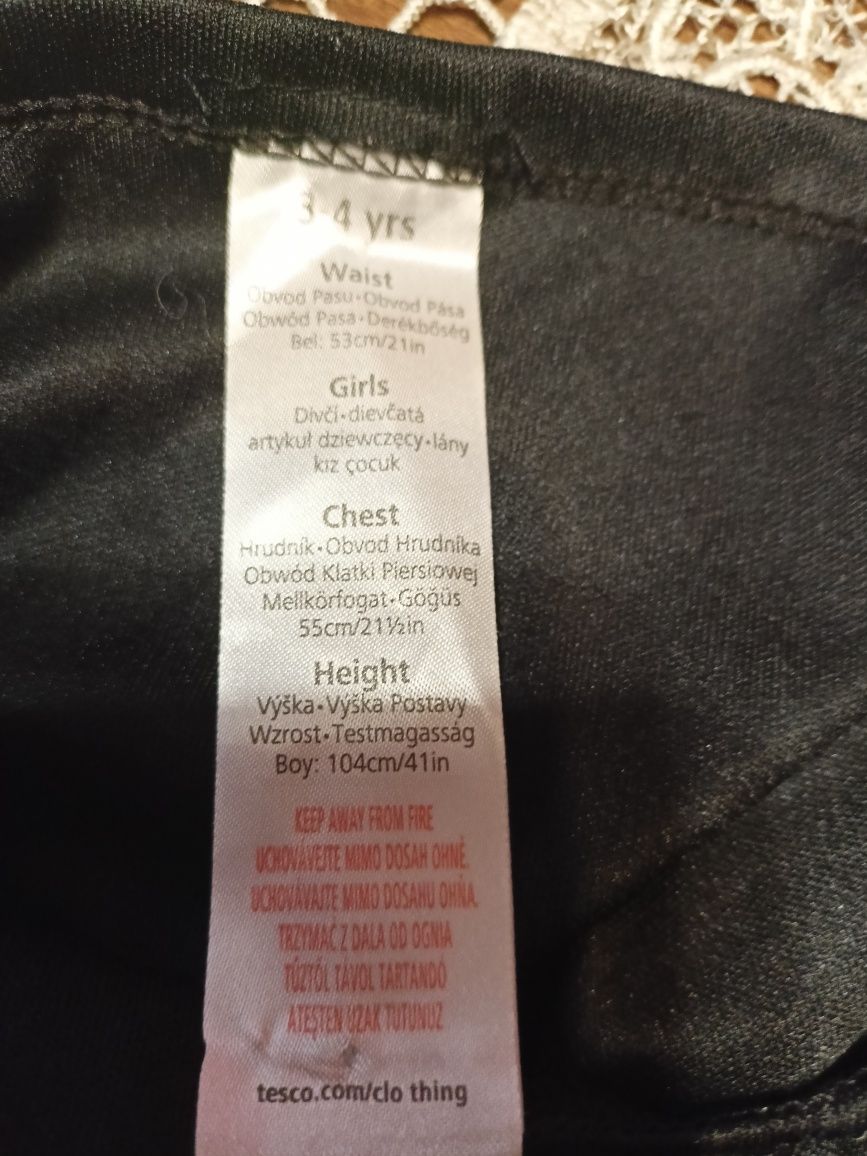 3-4 yrs
Waist
Obvod Pasu•Obvod Pása
Obwód Pasa•Derékbőség
Bel: 53cm/21in
Girls
Dívčí•dievčatá
artykuł dziewczęcy•lány
kız çocuk
Chest
Hrudník•Obvod Hrudníka
Obwód Klatki Piersiowej
Mellkörfogat•Göğüs
55cm/21½in
Height
Výška•Výška Postavy
Wzrost•Testmagasság
Boy: 104cm/41in
KEEP AWAY FROM FIRE
UCHOVÁVEJTE MIMO DOSAH OHNĚ.
UCHOVÁVAJTE MIMO DOSAHU OHŇA.
TRZYMAĆ Z DALA OD OGNIA
TŰZTŐL TÁVOL TARTANDÓ
ATEŞTEN UZAK TUTUNUZ
tesco.com/clo thing